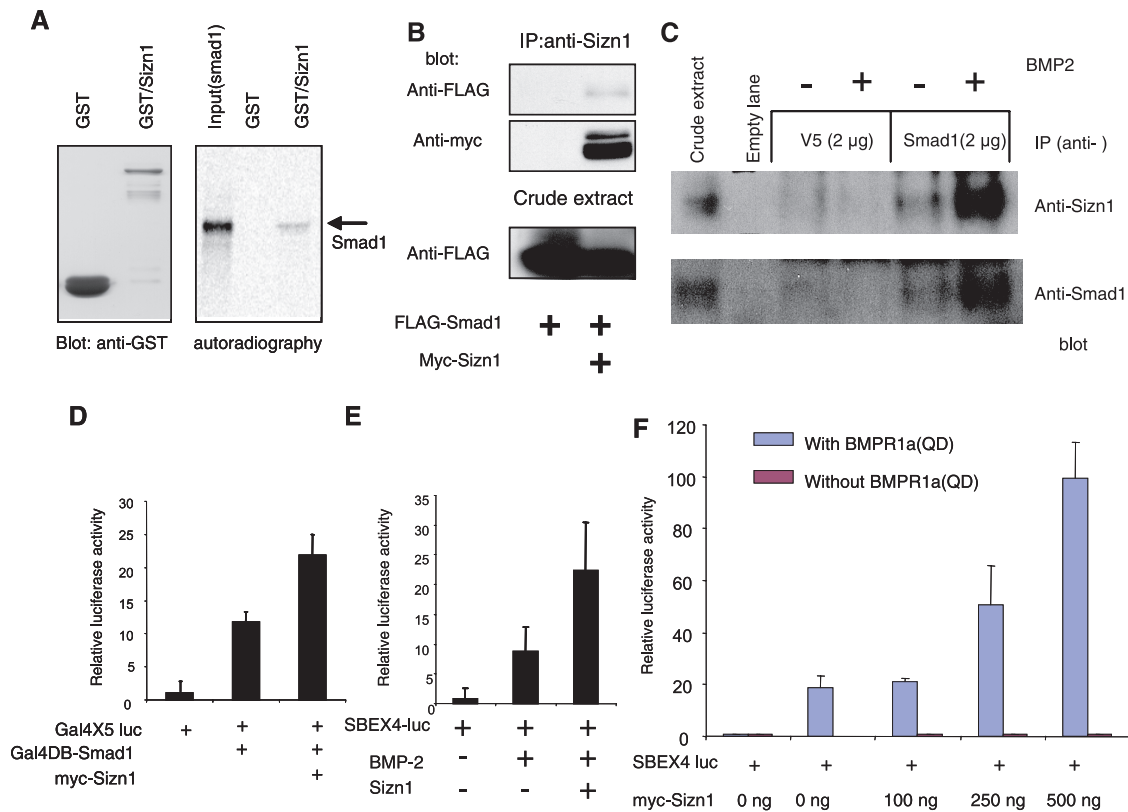 A
GST
GST/Sizn1
Input(smad1)
GST
GST/Sizn1
Smad1
Blot: anti-GST
autoradiography
B
IP:anti-Sizn1
blot:
Anti-FLAG
Anti-myc
Crude extract
Anti-FLAG
FLAG-Smad1 + +
Myc-Sizn1 +
C
Crude extract
Empty lane
- + - + BMP2
V5 (2 µg) Smad1(2 µg) IP (anti- )
Anti-Sizn1
Anti-Smad1
blot
D
Relative luciferase activity
30
25
20
15
10
5
0
Gal4X5 luc + + +
Gal4DB-Smad1 + +
myc-Sizn1 +
E
Relative luciferase activity
35
30
25
20
15
10
5
0
SBEX4-luc + + +
BMP-2 - + +
Sizn1 - - +
F
Relative luciferase activity
120
100
80
60
40
20
0
With BMPR1a(QD)
Without BMPR1a(QD)
SBEX4 luc + + + + +
myc-Sizn1 0 ng 0 ng 100 ng 250 ng 500 ng